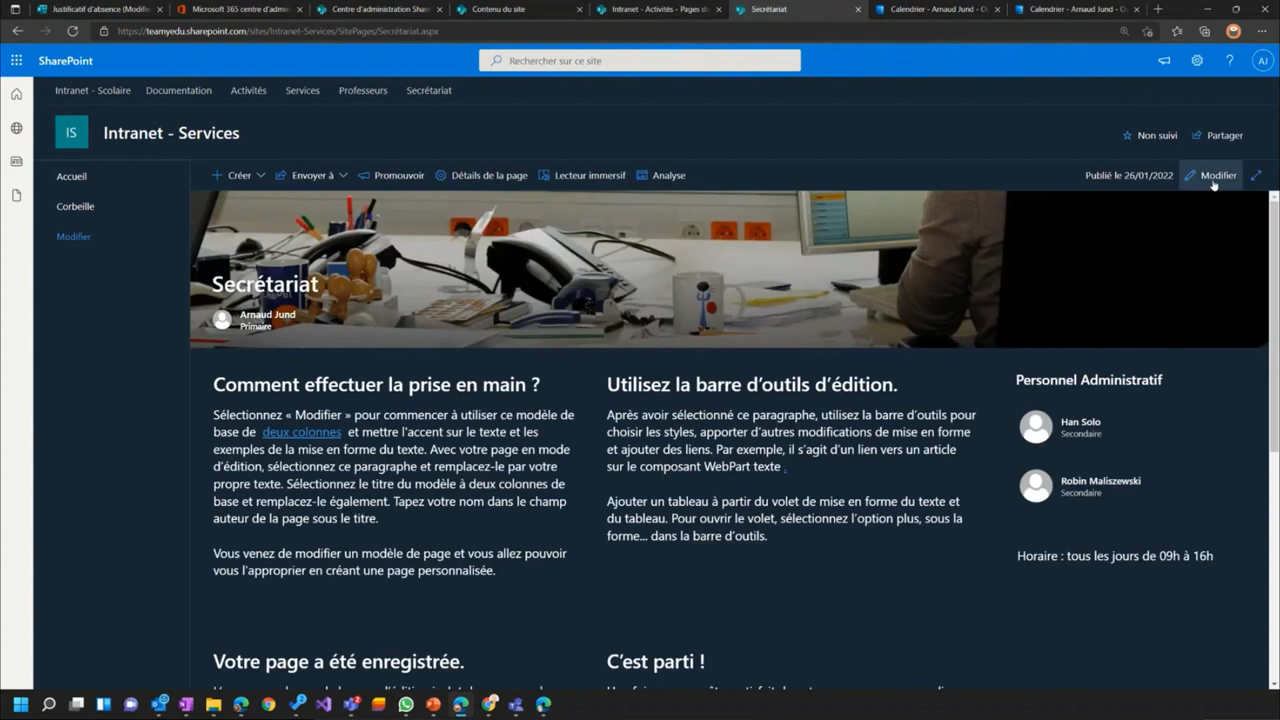 Justificatif d'absence (Modifie
Microsoft 365 centre d'admin
Centre d'administration Shar
Contenu du site
Intranet - Activités - Pages du
Secrétariat
Calendrier - Arnaud Jund - O
Calendrier - Arnaud Jund - O
https://teamyedu.sharepoint.com/sites/Intranet-Services/SitePages/Secrétariat.aspx
SharePoint
Rechercher sur ce site
AJ
Intranet - Scolaire Documentation Activités Services Professeurs Secrétariat
IS
Intranet - Services
Non suivi
Partager
Accueil
Corbeille
Modifier
Créer
Envoyer à
Promouvoir
Détails de la page
Lecteur immersif
Analyse
Publié le 26/01/2022
Modifier
Secrétariat
Arnaud Jund
Primaire
Comment effectuer la prise en main ?
Sélectionnez « Modifier » pour commencer à utiliser ce modèle de
base de deux colonnes et mettre l'accent sur le texte et les
exemples de la mise en forme du texte. Avec votre page en mode
d'édition, sélectionnez ce paragraphe et remplacez-le par votre
propre texte. Sélectionnez le titre du modèle à deux colonnes de
base et remplacez-le également. Tapez votre nom dans le champ
auteur de la page sous le titre.
Vous venez de modifier un modèle de page et vous allez pouvoir
vous l'approprier en créant une page personnalisée.
Utilisez la barre d'outils d'édition.
Après avoir sélectionné ce paragraphe, utilisez la barre d'outils pour
choisir les styles, apporter d'autres modifications de mise en forme
et ajouter des liens. Par exemple, il s'agit d'un lien vers un article
sur le composant WebPart texte .
Ajouter un tableau à partir du volet de mise en forme du texte et
du tableau. Pour ouvrir le volet, sélectionnez l'option plus, sous la
forme... dans la barre d'outils.
Personnel Administratif
Han Solo
Secondaire
Robin Maliszewski
Secondaire
Horaire : tous les jours de 09h à 16h
Votre page a été enregistrée.
C'est parti !